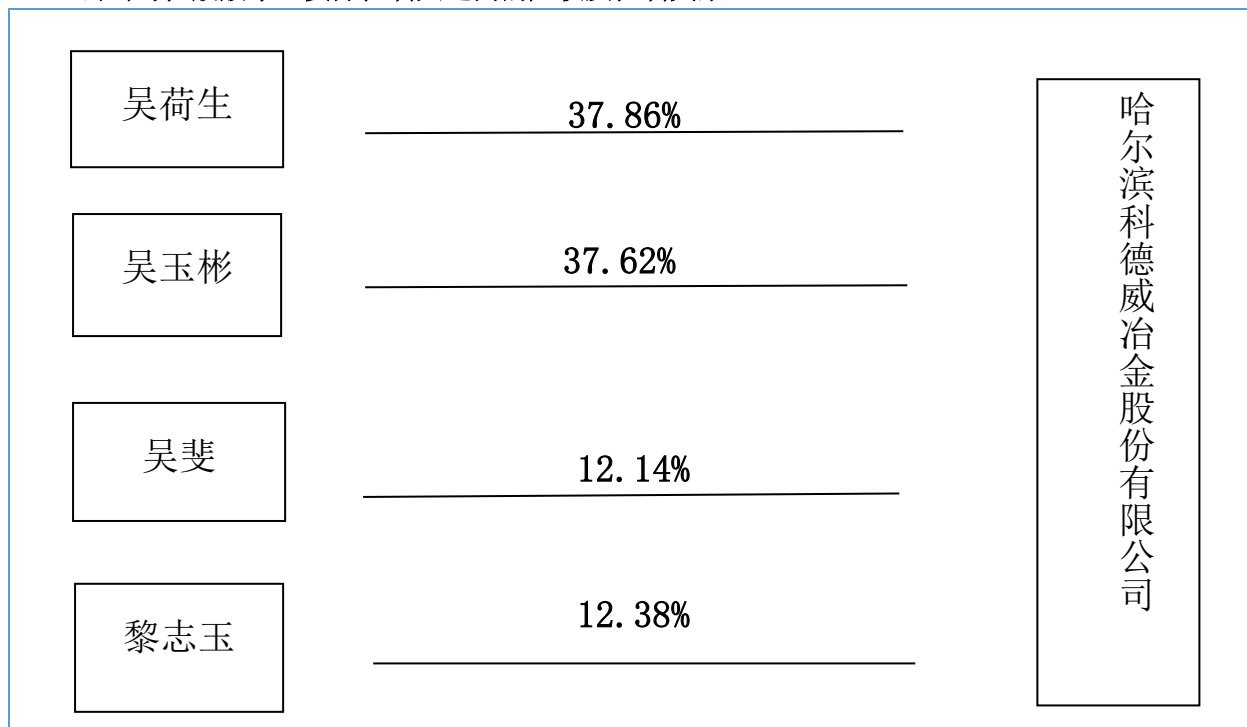 吴荷生
37.86%
吴玉彬
37.62%
吴斐
12.14%
黎志玉
12.38%
哈尔滨科德威冶金股份有限公司